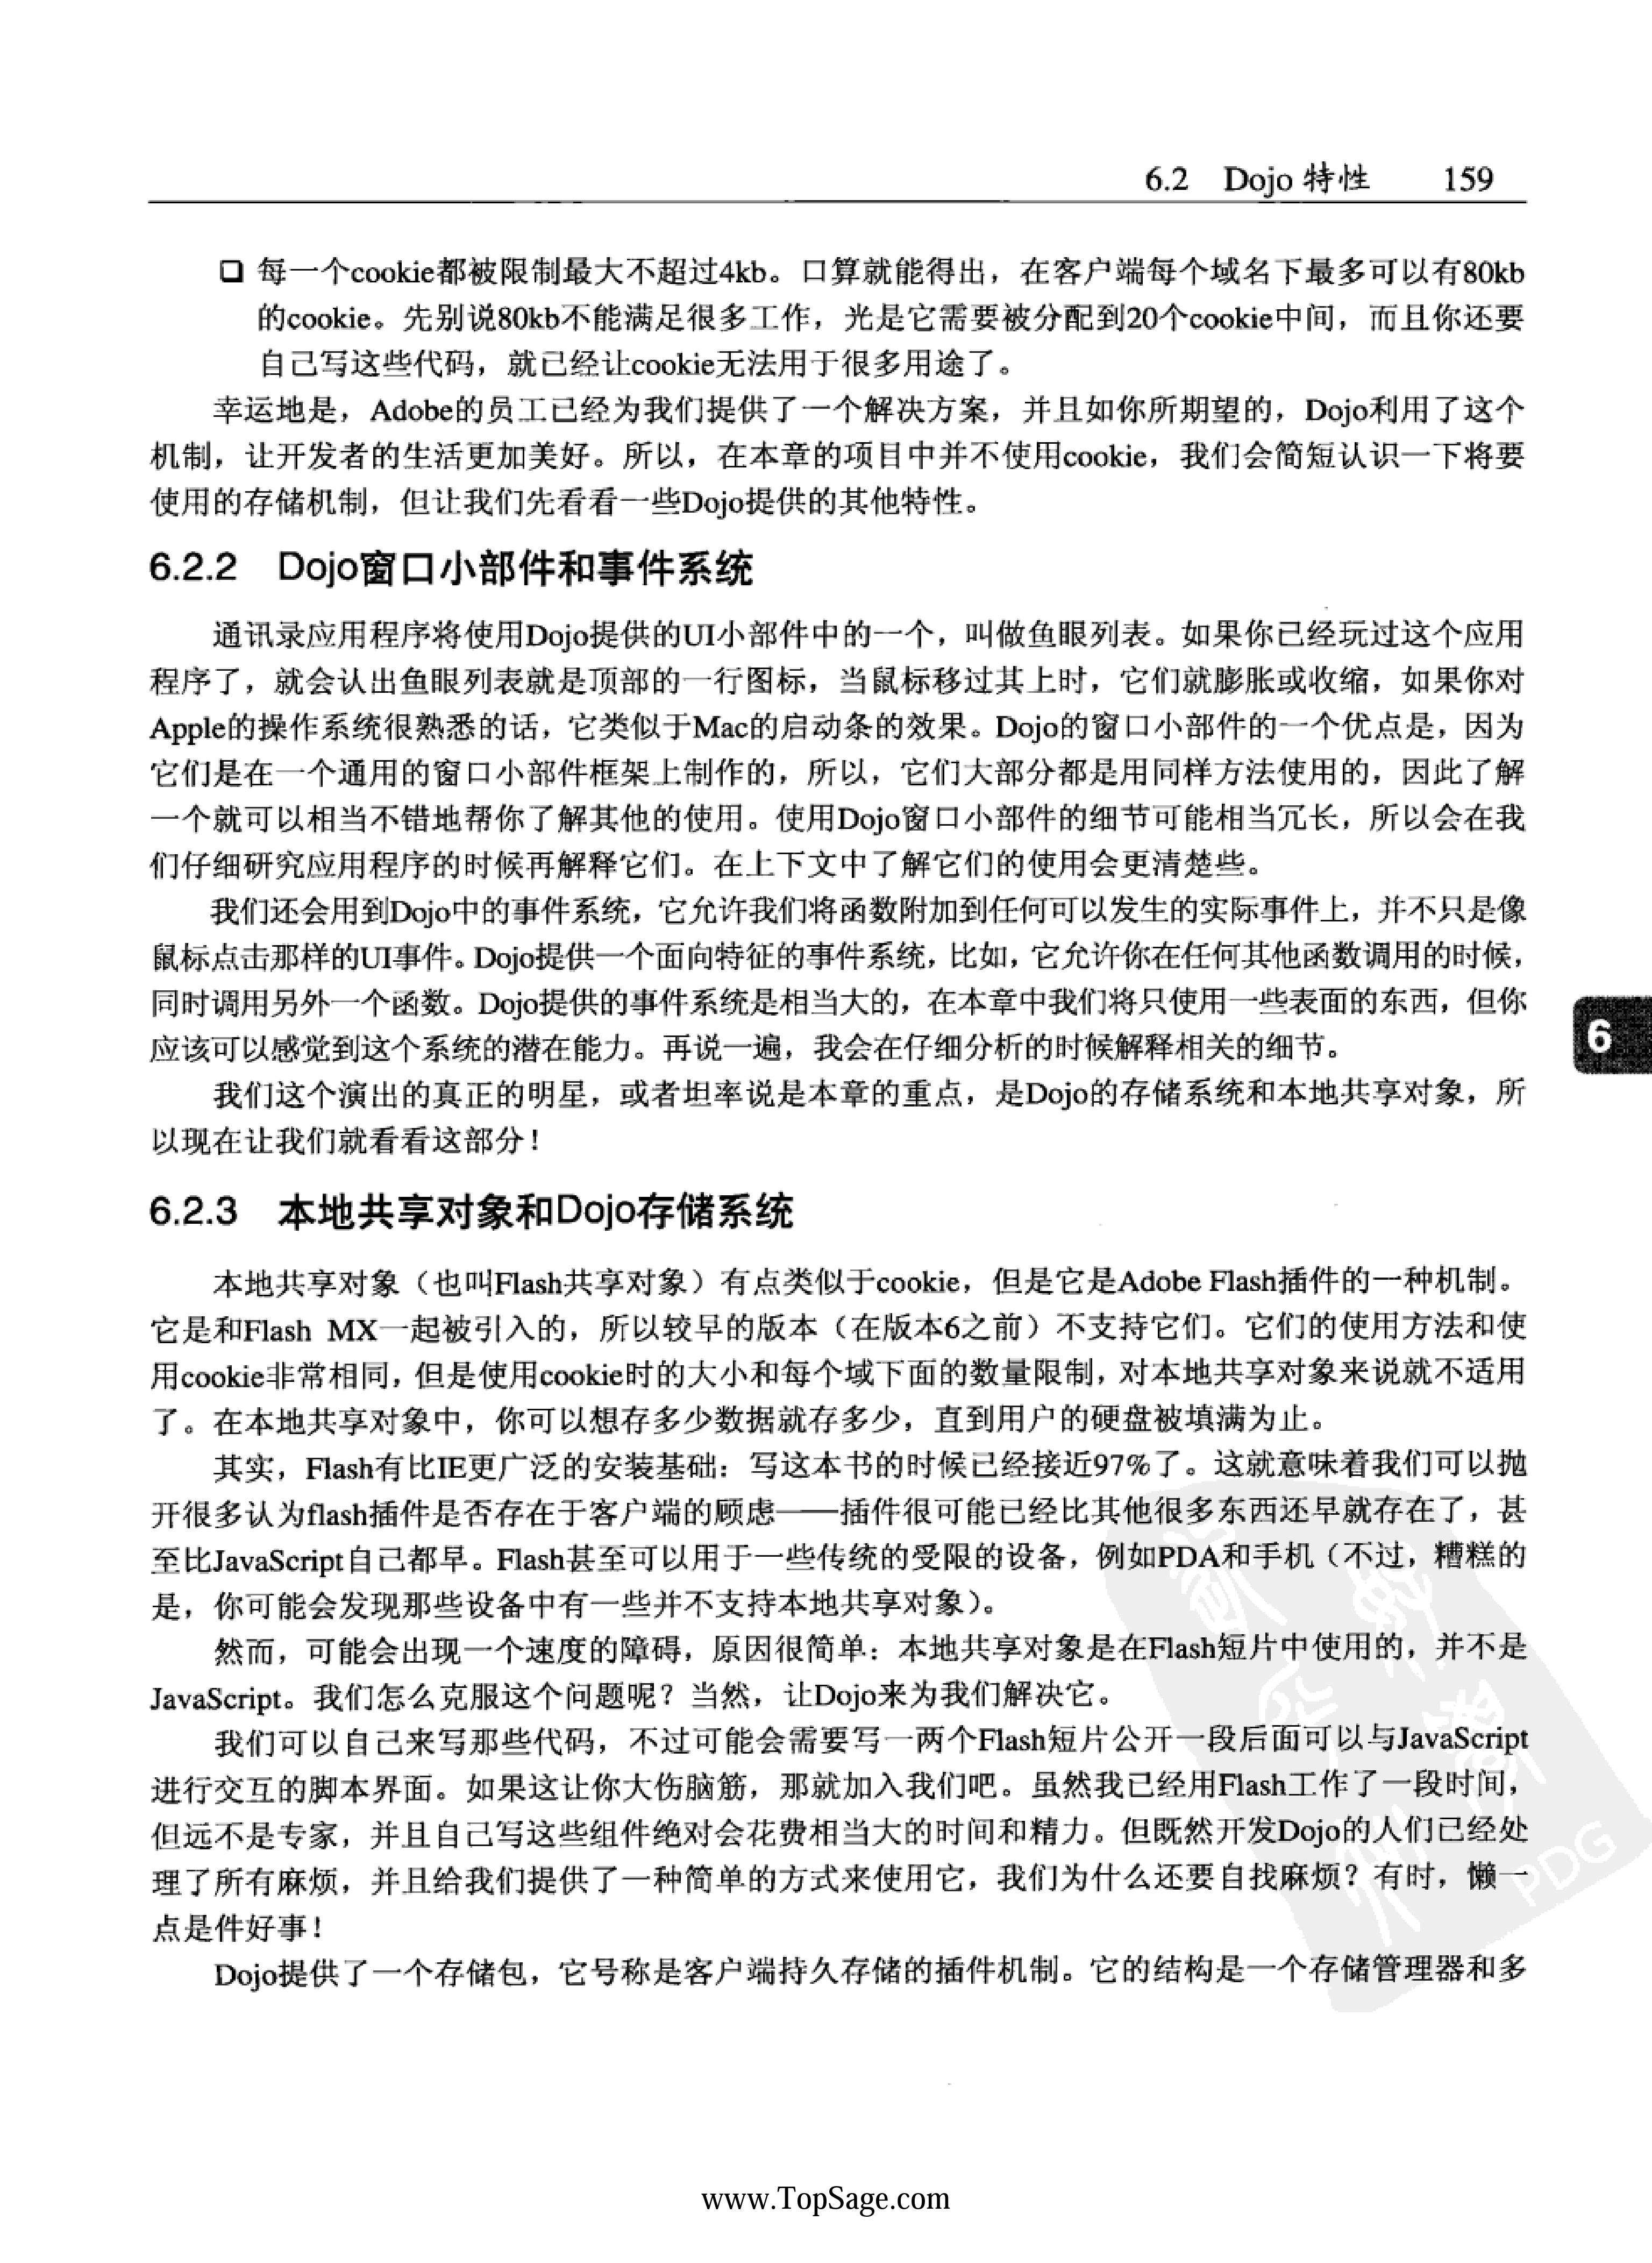 6.2 Dojo 特性 159
❑ 每一个cookie都被限制最大不超过4kb。口算就能得出，在客户端每个域名下最多可以有80kb
的cookie。先别说80kb不能满足很多工作，光是它需要被分配到20个cookie中间，而且你还要
自己写这些代码，就已经让cookie无法用于很多用途了。
幸运地是，Adobe的员工已经为我们提供了一个解决方案，并且如你所期望的，Dojo利用了这个
机制，让开发者的生活更加美好。所以，在本章的项目中并不使用cookie，我们会简短认识一下将要
使用的存储机制，但让我们先看看一些Dojo提供的其他特性。
6.2.2 Dojo窗口小部件和事件系统
通讯录应用程序将使用Dojo提供的UI小部件中的一个，叫做鱼眼列表。如果你已经玩过这个应用
程序了，就会认出鱼眼列表就是顶部的一行图标，当鼠标移过其上时，它们就膨胀或收缩，如果你对
Apple的操作系统很熟悉的话，它类似于Mac的启动条的效果。Dojo的窗口小部件的一个优点是，因为
它们是在一个通用的窗口小部件框架上制作的，所以，它们大部分都是用同样方法使用的，因此了解
一个就可以相当不错地帮你了解其他的使用。使用Dojo窗口小部件的细节可能相当冗长，所以会在我
们仔细研究应用程序的时候再解释它们。在上下文中了解它们的使用会更清楚些。
我们还会用到Dojo中的事件系统，它允许我们将函数附加到任何可以发生的实际事件上，并不只是像
鼠标点击那样的UI事件。Dojo提供一个面向特征的事件系统，比如，它允许你在任何其他函数调用的时候，
同时调用另外一个函数。Dojo提供的事件系统是相当大的，在本章中我们将只使用一些表面的东西，但你
应该可以感觉到这个系统的潜在能力。再说一遍，我会在仔细分析的时候解释相关的细节。
6
我们这个演出的真正的明星，或者坦率说是本章的重点，是Dojo的存储系统和本地共享对象，所
以现在让我们就看看这部分！
6.2.3 本地共享对象和Dojo存储系统
本地共享对象（也叫Flash共享对象）有点类似于cookie，但是它是Adobe Flash插件的一种机制。
它是和Flash MX一起被引入的，所以较早的版本（在版本6之前）不支持它们。它们的使用方法和使
用cookie非常相同，但是使用cookie时的大小和每个域下面的数量限制，对本地共享对象来说就不适用
了。在本地共享对象中，你可以想存多少数据就存多少，直到用户的硬盘被填满为止。
其实，Flash有比IE更广泛的安装基础：写这本书的时候已经接近97%了。这就意味着我们可以抛
开很多认为flash插件是否存在于客户端的顾虑——插件很可能已经比其他很多东西还早就存在了，甚
至比JavaScript自己都早。Flash甚至可以用于一些传统的受限的设备，例如PDA和手机（不过，糟糕的
是，你可能会发现那些设备中有一些并不支持本地共享对象）。
然而，可能会出现一个速度的障碍，原因很简单：本地共享对象是在Flash短片中使用的，并不是
JavaScript。我们怎么克服这个问题呢？当然，让Dojo来为我们解决它。
我们可以自己来写那些代码，不过可能会需要写一两个Flash短片公开一段后面可以与JavaScript
进行交互的脚本界面。如果这让你大伤脑筋，那就加入我们吧。虽然我已经用Flash工作了一段时间，
但远不是专家，并且自己写这些组件绝对会花费相当大的时间和精力。但既然开发Dojo的人们已经处
理了所有麻烦，并且给我们提供了一种简单的方式来使用它，我们为什么还要自找麻烦？有时，懒一
点是件好事！
PDG
Dojo提供了一个存储包，它号称是客户端持久存储的插件机制。它的结构是一个存储管理器和多
www.TopSage.com